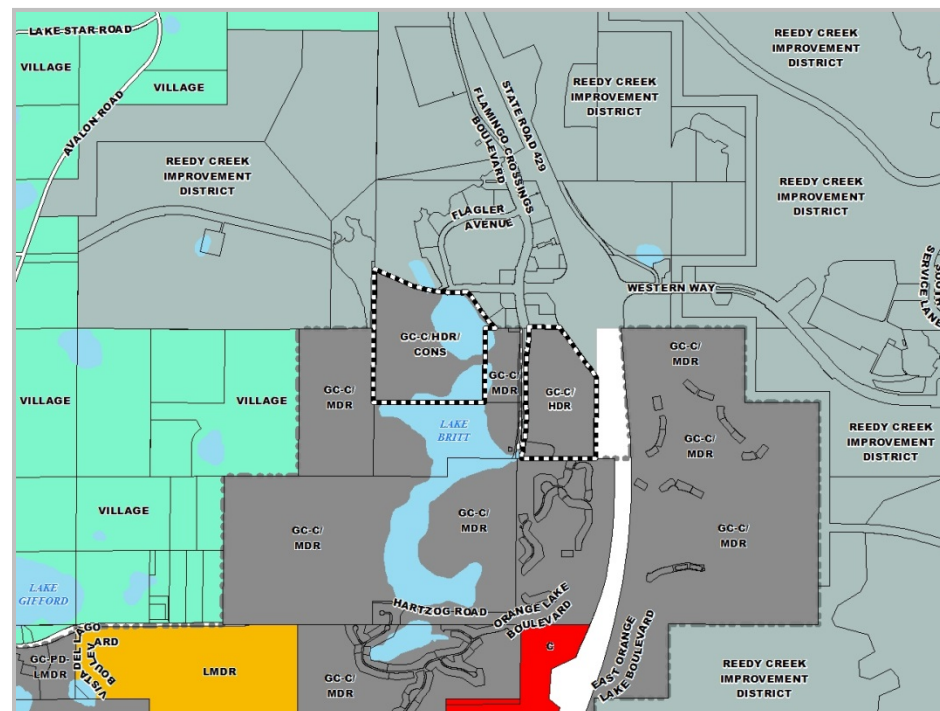 LAKE STAR ROAD
VILLAGE
VILLAGE
AVALON ROAD
REEDY CREEK
IMPROVEMENT
DISTRICT
REEDY CREEK
IMPROVEMENT
DISTRICT
REEDY CREEK
IMPROVEMENT
DISTRICT
STATE ROAD 429
FLAMINGO CROSSINGS
BOULEVARD
FLAGLER
AVENUE
REEDY CREEK
IMPROVEMENT
DISTRICT
WESTERN WAY
SERVICE LANE
GC-C/HDR/
CONS
GC-C/
MDR
GC-C/
MDR
GC-C/
HDR
GC-C/
MDR
VILLAGE
VILLAGE
LAKE
BRITT
GC-C/
MDR
REEDY CREEK
IMPROVEMENT
DISTRICT
VILLAGE
GC-C/
MDR
GC-C/
MDR
GC-C/
MDR
LAKE
GIFFORD
HARTZOG ROAD
ORANGE LAKE
BOULEVARD
VISTA DEL LAGO
BOULEV
ARD
GC-PD-
LMDR
LMDR
GC-C/
MDR
C
EAST ORANGE
LAKE BOULEVARD
REEDY CREEK
IMPROVEMENT
DISTRICT